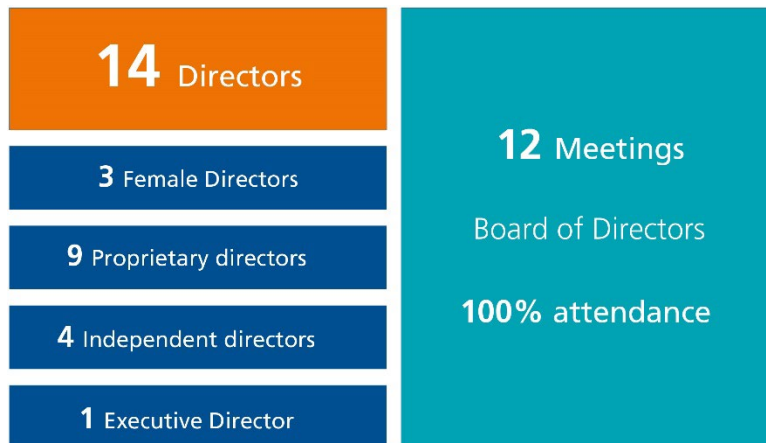 14 Directors
3 Female Directors
9 Proprietary directors
4 Independent directors
1 Executive Director
12 Meetings
Board of Directors
100% attendance